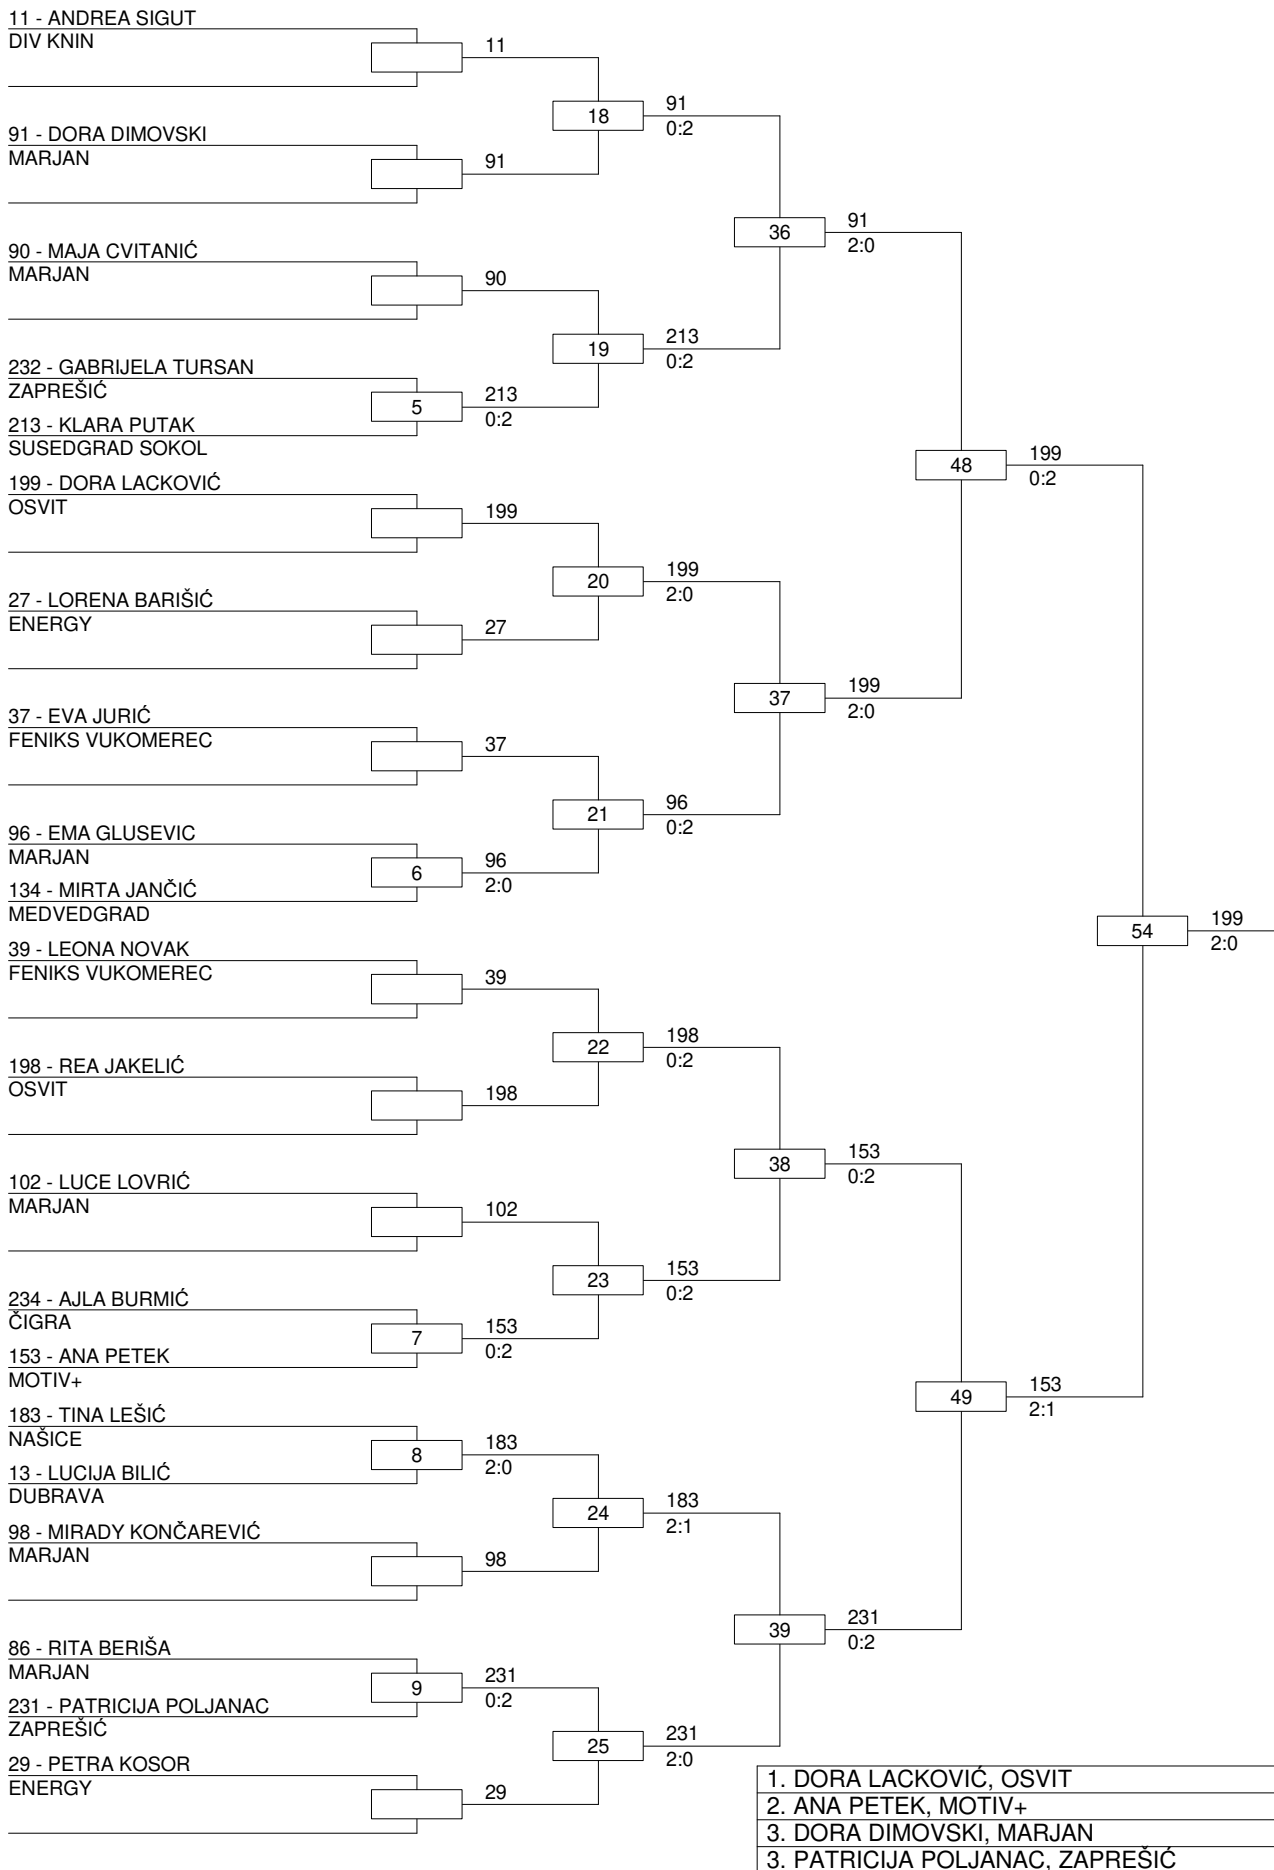 11 - ANDREA SIGUT
DIV KNIN
11
18
91
0:2
91 - DORA DIMOVSKI
MARJAN
91
36
91
2:0
90 - MAJA CVITANIĆ
MARJAN
90
19
213
0:2
232 - GABRIJELA TURSAN
ZAPREŠIĆ
5
213
0:2
213 - KLARA PUTAK
SUSEDGRAD SOKOL
48
199
0:2
199 - DORA LACKOVIĆ
OSVIT
199
20
199
2:0
27 - LORENA BARIŠIĆ
ENERGY
27
37
199
2:0
37 - EVA JURIĆ
FENIKS VUKOMEREC
37
21
96
0:2
96 - EMA GLUSEVIC
MARJAN
6
96
2:0
134 - MIRTA JANČIĆ
MEDVEDGRAD
54
199
2:0
39 - LEONA NOVAK
FENIKS VUKOMEREC
39
22
198
0:2
198 - REA JAKELIĆ
OSVIT
198
38
153
0:2
102 - LUCE LOVRIĆ
MARJAN
102
23
153
0:2
234 - AJLA BURMIĆ
ČIGRA
7
153
0:2
153 - ANA PETEK
MOTIV+
49
153
2:1
183 - TINA LEŠIĆ
NAŠICE
8
183
2:0
13 - LUCIJA BILIĆ
DUBRAVA
24
183
2:1
98 - MIRADY KONČAREVIĆ
MARJAN
98
39
231
0:2
86 - RITA BERIŠA
MARJAN
9
231
0:2
231 - PATRICIJA POLJANAC
ZAPREŠIĆ
25
231
2:0
29 - PETRA KOSOR
ENERGY
29
1. DORA LACKOVIĆ, OSVIT
2. ANA PETEK, MOTIV+
3. DORA DIMOVSKI, MARJAN
3. PATRICIJA POLJANAC, ZAPREŠIĆ